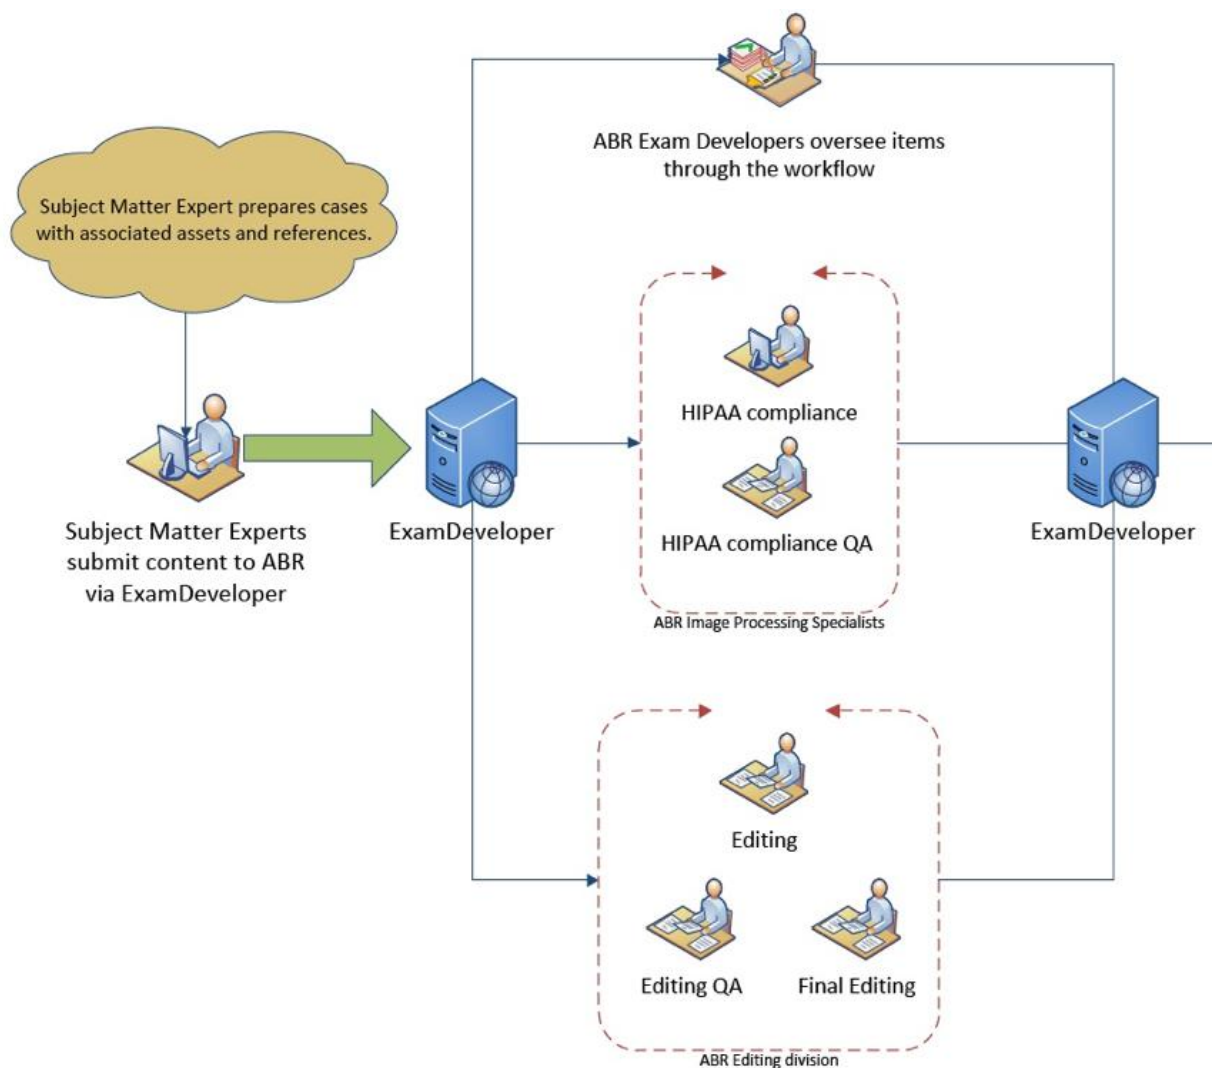 ABR Exam Developers oversee items
through the workflow
Subject Matter Expert prepares cases
with associated assets and references.
HIPAA compliance
Subject Matter Experts
submit content to ABR
via ExamDeveloper
ExamDeveloper
HIPAA compliance QA
ExamDeveloper
ABR Image Processing Specialists
Editing
Editing QA
Final Editing
ABR Editing division